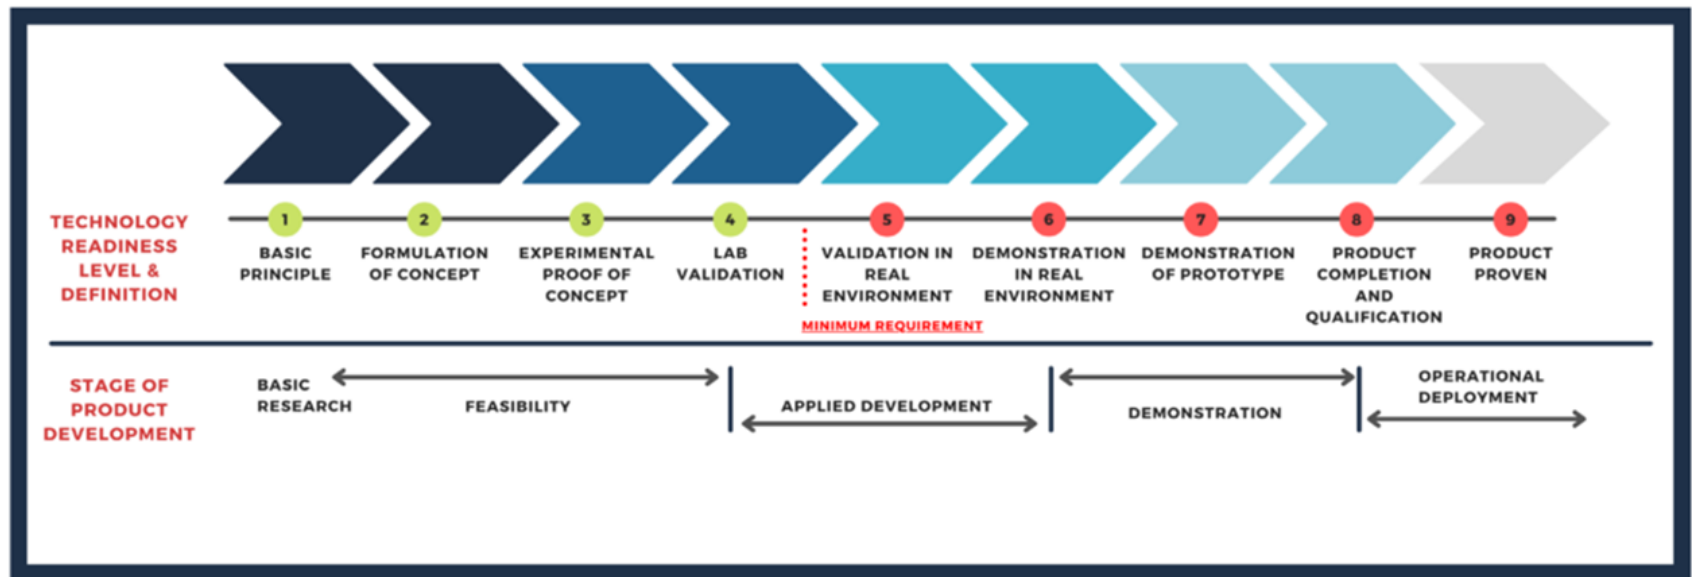 TECHNOLOGY
READINESS
LEVEL &
DEFINITION
1
BASIC
PRINCIPLE
2
FORMULATION
OF CONCEPT
3
EXPERIMENTAL
PROOF OF
CONCEPT
4
LAB
VALIDATION
5
VALIDATION IN
REAL
ENVIRONMENT
6
DEMONSTRATION
IN REAL
ENVIRONMENT
7
DEMONSTRATION
OF PROTOTYPE
8
PRODUCT
COMPLETION
AND
QUALIFICATION
9
PRODUCT
PROVEN
MINIMUM REQUIREMENT
STAGE OF
PRODUCT
DEVELOPMENT
BASIC
RESEARCH
FEASIBILITY
APPLIED DEVELOPMENT
DEMONSTRATION
OPERATIONAL
DEPLOYMENT